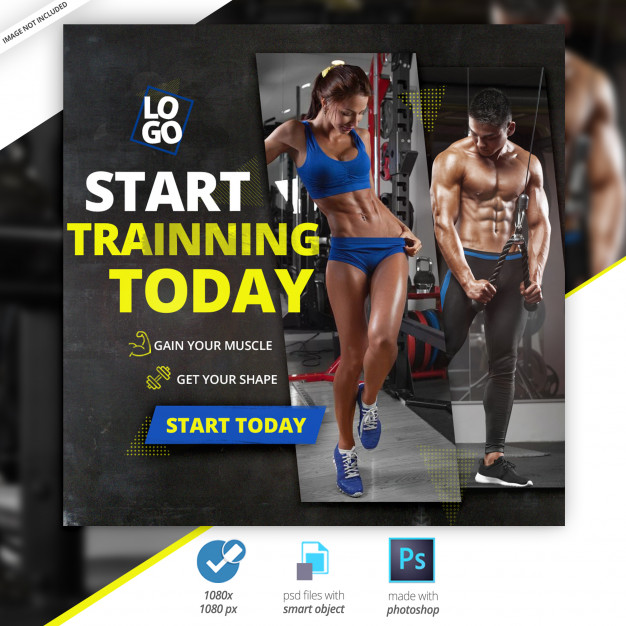 IMAGE NOT INCLUDED
LO
GO
START
TRAINNING
TODAY
GAIN YOUR MUSCLE
GET YOUR SHAPE
START TODAY
1080x
1080 px
psd files with
smart object
Ps
made with
photoshop